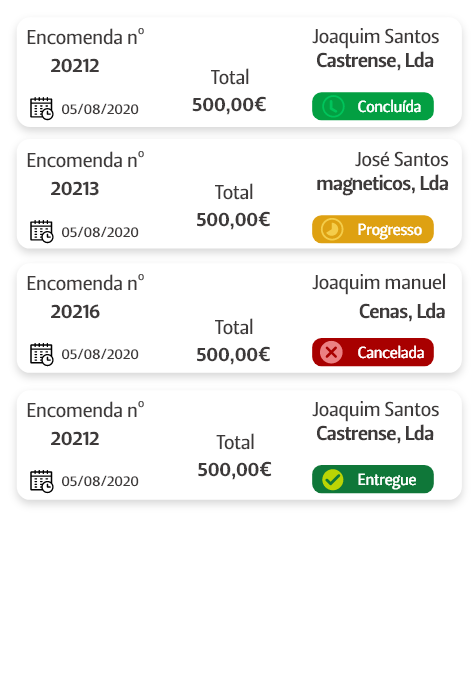 Encomenda nº
20212
05/08/2020
Total
500,00€
Joaquim Santos
Castrense, Lda
Concluída
Encomenda nº
20213
05/08/2020
Total
500,00€
José Santos
magneticos, Lda
Progresso
Encomenda nº
20216
05/08/2020
Total
500,00€
Joaquim manuel
Cenas, Lda
Cancelada
Encomenda nº
20212
05/08/2020
Total
500,00€
Joaquim Santos
Castrense, Lda
Entregue